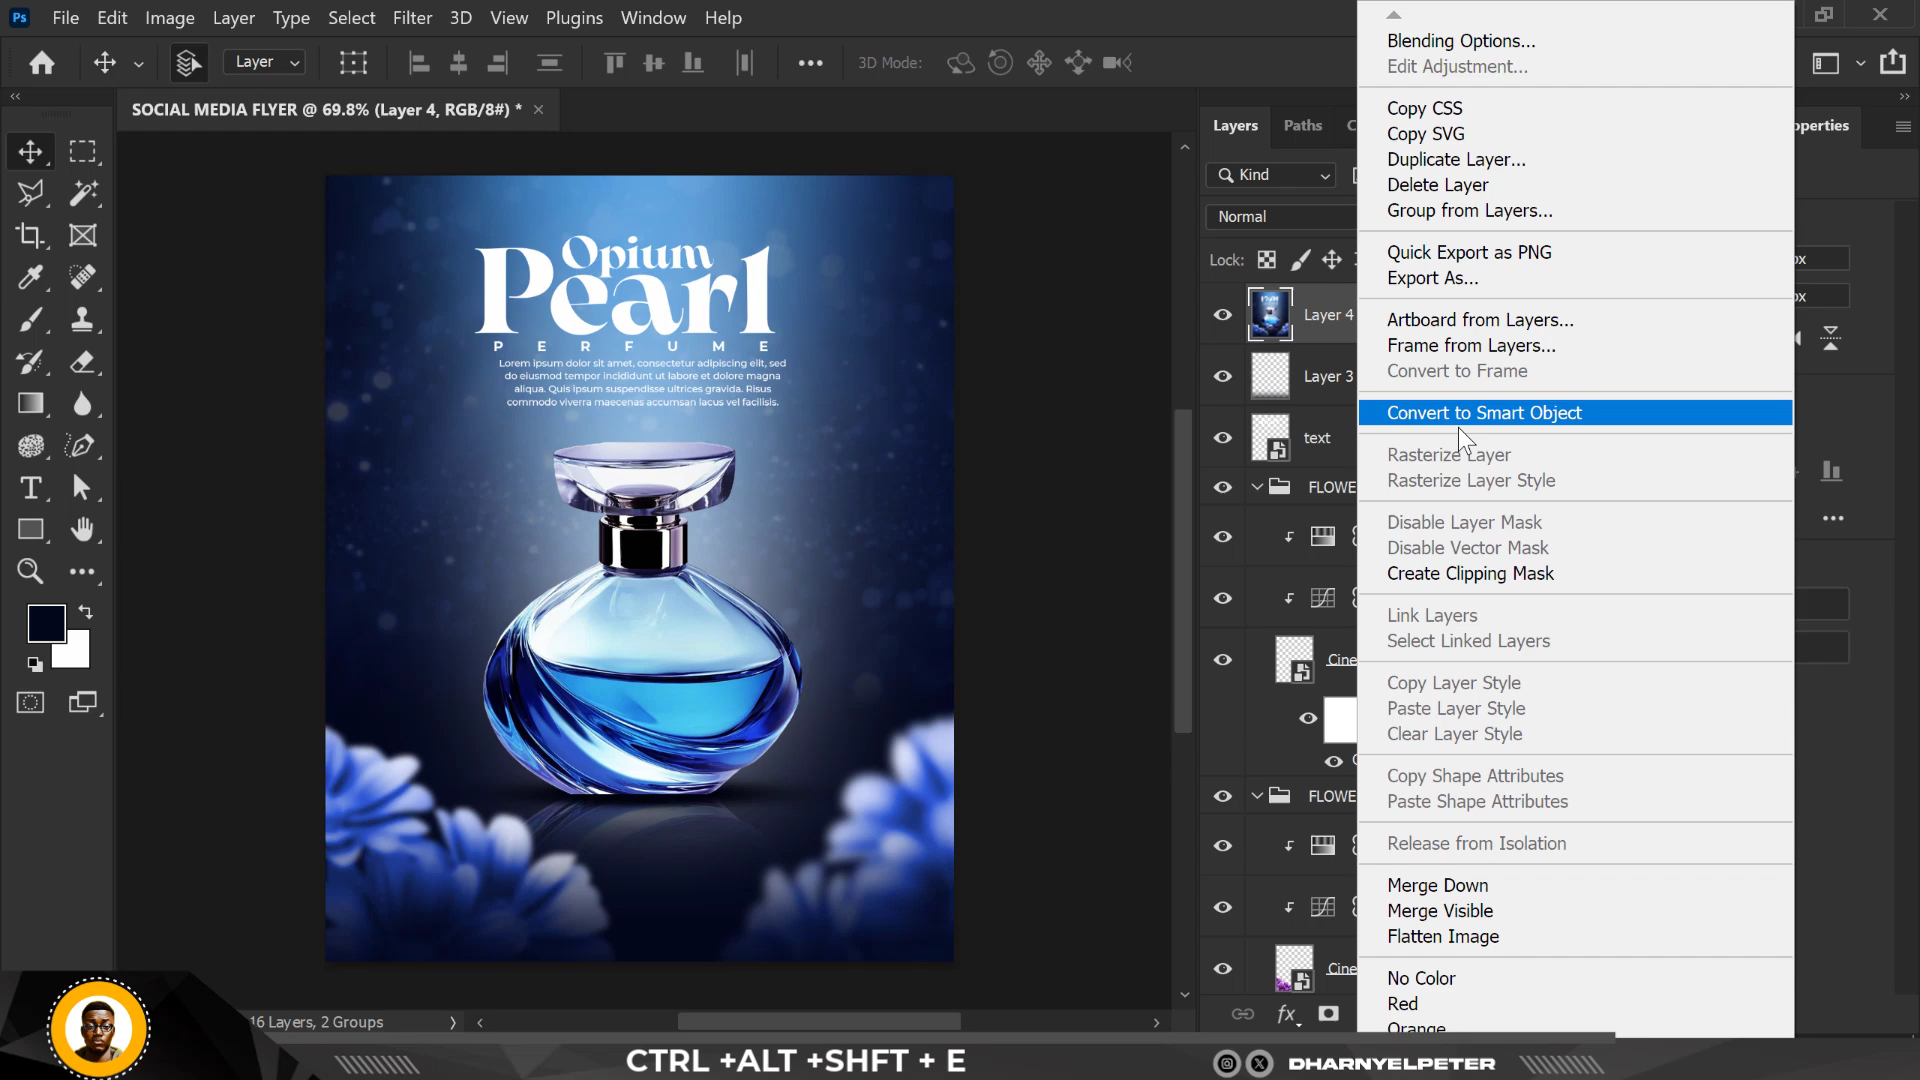 Ps File Edit Image Layer Type Select Filter 3D View Plugins Window Help
Layer
3D Mode:
SOCIAL MEDIA FLYER @ 69.8% (Layer 4, RGB/8#) *
Opium
Pearl
PERFUME
Lorem ipsum dolor sit amet, consectetur adipiscing elit, sed
do eiusmod tempor incididunt ut labore et dolore magna
aliqua. Quis ipsum suspendisse ultrices gravida. Risus
commodo viverra maecenas accumsan lacus vel facilisis.
16 Layers, 2 Groups
Layers Paths C
Kind
Normal
Lock:
Layer 4
Layer 3
text
FLOWE
Cine
FLOWE
Cine
fx
Blending Options...
Edit Adjustment...
Copy CSS
Copy SVG
Duplicate Layer...
Delete Layer
Group from Layers...
Quick Export as PNG
Export As...
Artboard from Layers...
Frame from Layers...
Convert to Frame
Convert to Smart Object
Rasterize Layer
Rasterize Layer Style
Disable Layer Mask
Disable Vector Mask
Create Clipping Mask
Link Layers
Select Linked Layers
Copy Layer Style
Paste Layer Style
Clear Layer Style
Copy Shape Attributes
Paste Shape Attributes
Release from Isolation
Merge Down
Merge Visible
Flatten Image
No Color
Red
Orange
operties
px
px
CTRL +ALT +SHFT + E
DHARNYELPETER